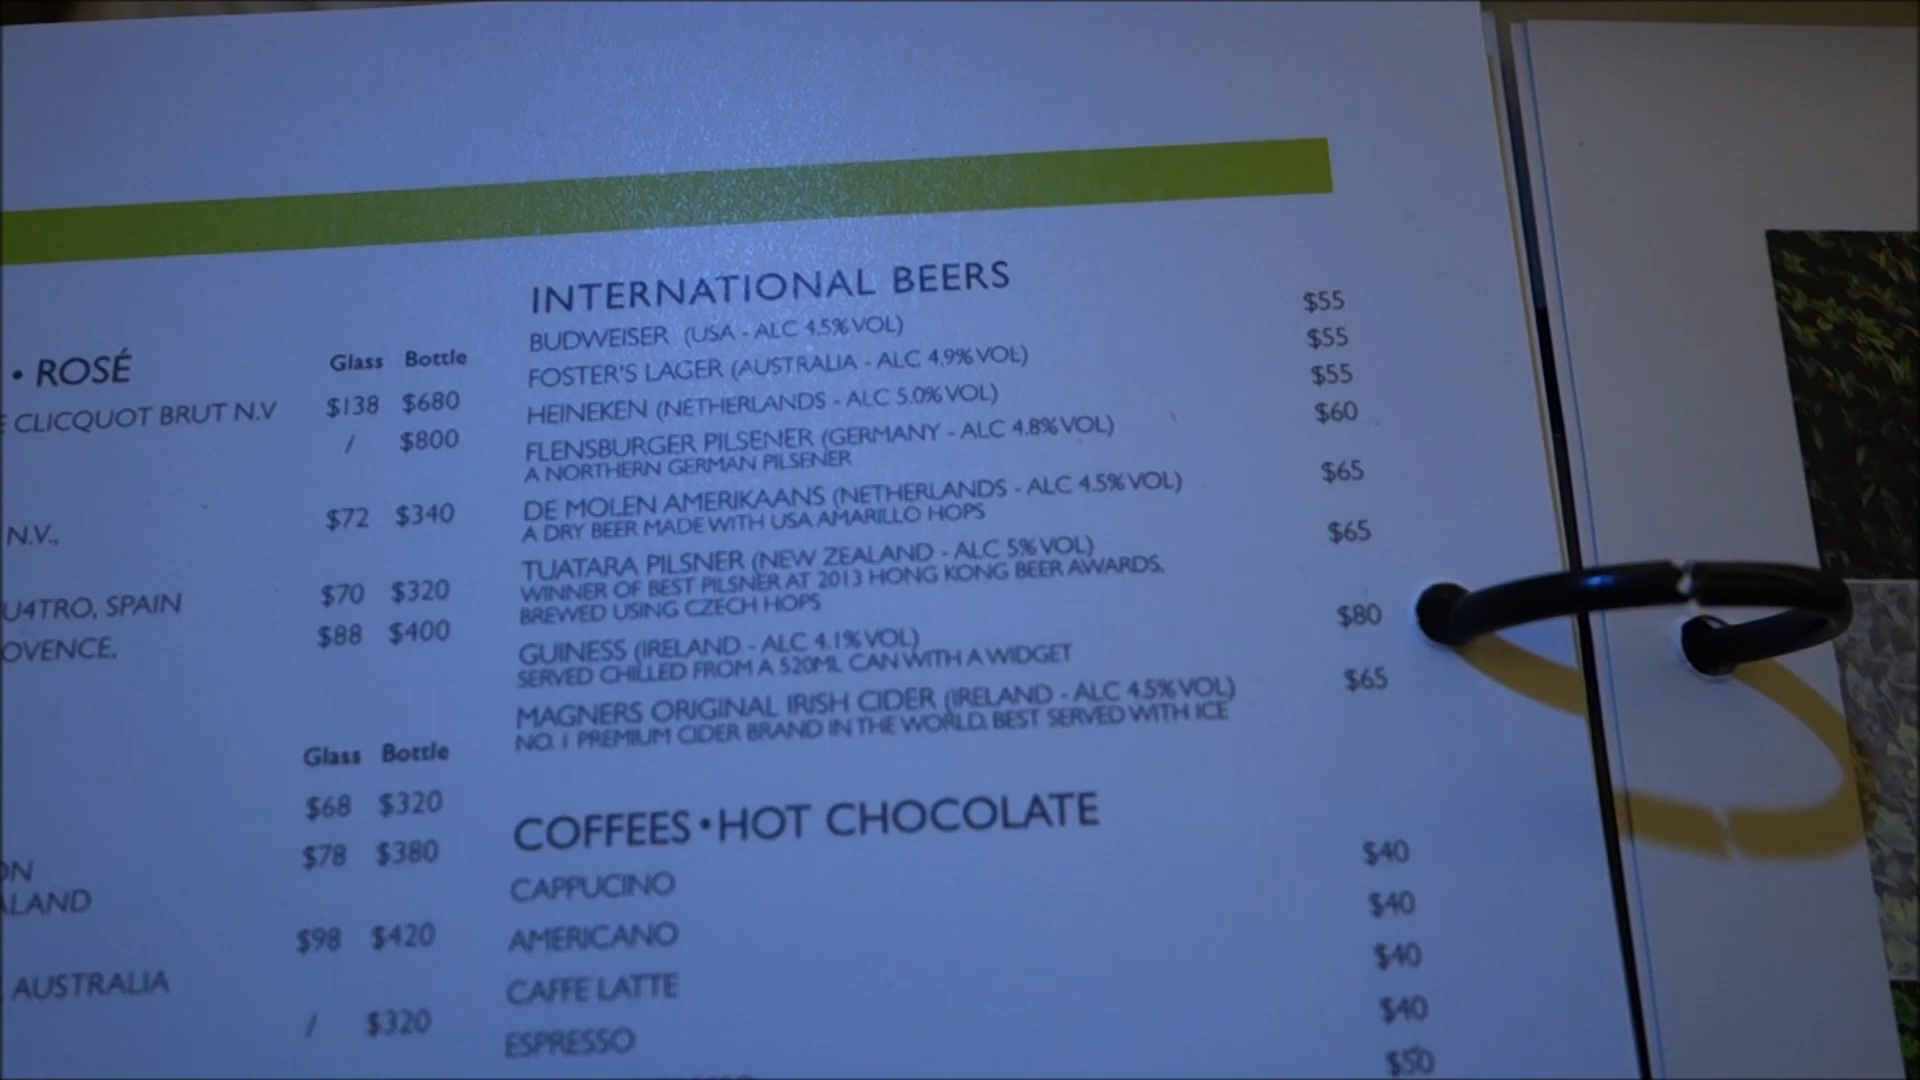 • ROSÉ Glass Bottle
CLICQUOT BRUT N.V $138 $680
/ $800
N.V., $72 $340
U4TRO, SPAIN $70 $320
OVENCE, $88 $400
Glass Bottle
$68 $320
$78 $380
ON
ALAND
$98 $420
AUSTRALIA
/ $320
INTERNATIONAL BEERS
BUDWEISER (USA - ALC 4.5% VOL) $55
FOSTER'S LAGER (AUSTRALIA - ALC 4.9% VOL) $55
HEINEKEN (NETHERLANDS - ALC 5.0% VOL) $55
FLENSBURGER PILSENER (GERMANY - ALC 4.8% VOL) $60
A NORTHERN GERMAN PILSENER
DE MOLEN AMERIKAANS (NETHERLANDS - ALC 4.5% VOL) $65
A DRY BEER MADE WITH USA AMARILLO HOPS
TUATARA PILSNER (NEW ZEALAND - ALC 5% VOL) $65
WINNER OF BEST PILSNER AT 2013 HONG KONG BEER AWARDS,
BREWED USING CZECH HOPS
GUINESS (IRELAND - ALC 4.1% VOL) $80
SERVED CHILLED FROM A 520ML CAN WITH A WIDGET
MAGNERS ORIGINAL IRISH CIDER (IRELAND - ALC 4.5% VOL) $65
NO. 1 PREMIUM CIDER BRAND IN THE WORLD, BEST SERVED WITH ICE
COFFEES • HOT CHOCOLATE
CAPPUCINO $40
AMERICANO $40
CAFFE LATTE $40
ESPRESSO $40
$50